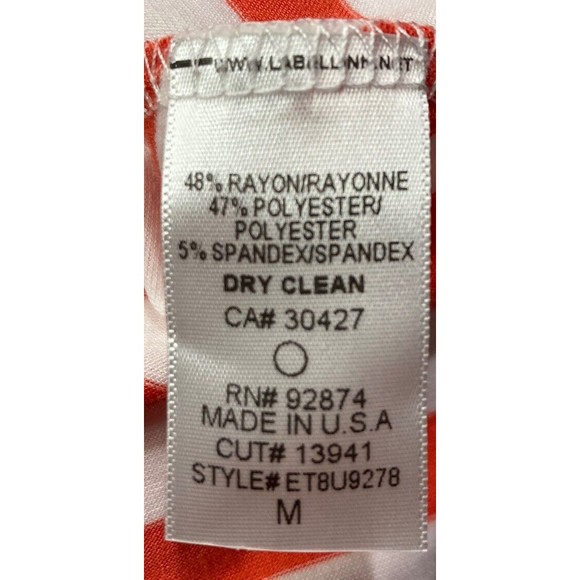 48% RAYON/RAYONNE
47% POLYESTER/
POLYESTER
5% SPANDEX/SPANDEX
DRY CLEAN
CA# 30427
RN# 92874
MADE IN U.S.A
CUT# 13941
STYLE# ET8U9278
M